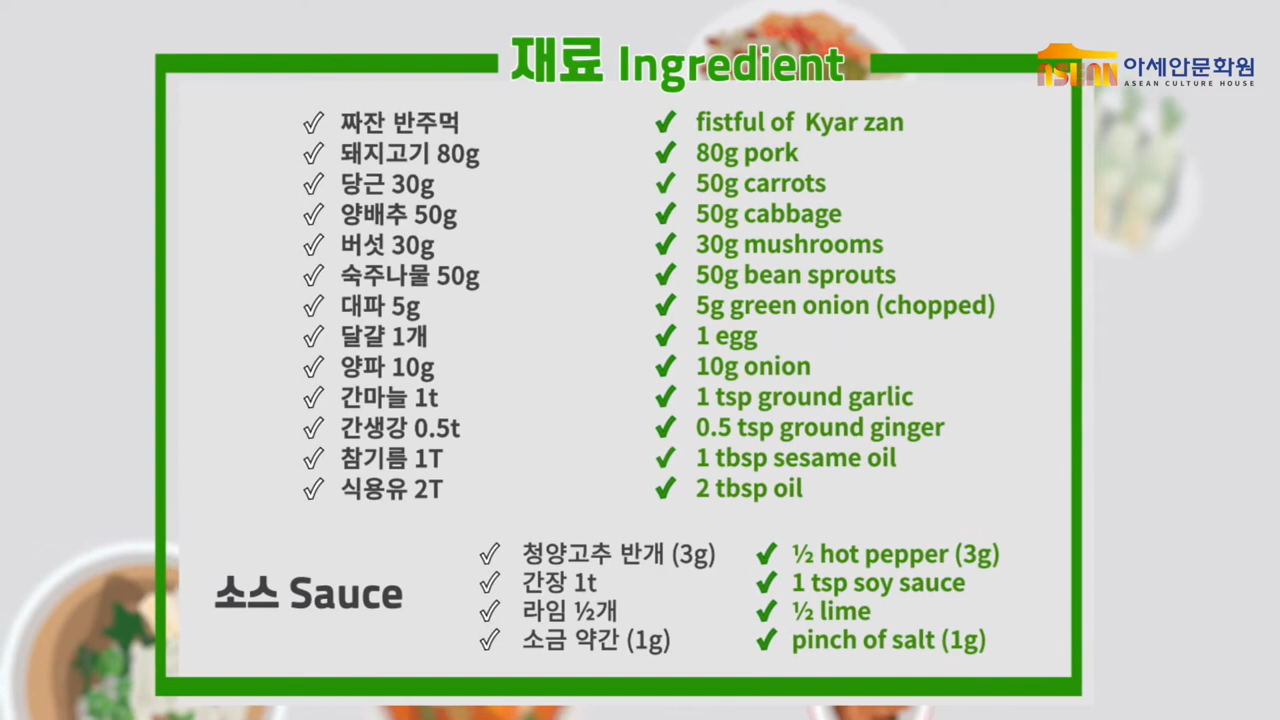 재료 Ingredient
ASEAN 아세안문화원
ASEAN CULTURE HOUSE
짜잔 반주먹
돼지고기 80g
당근 30g
양배추 50g
버섯 30g
숙주나물 50g
대파 5g
달걀 1개
양파 10g
간마늘 1t
간생강 0.5t
참기름 1T
식용유 2T
fistful of Kyar zan
80g pork
50g carrots
50g cabbage
30g mushrooms
50g bean sprouts
5g green onion (chopped)
1 egg
10g onion
1 tsp ground garlic
0.5 tsp ground ginger
1 tbsp sesame oil
2 tbsp oil
소스 Sauce
청양고추 반개 (3g)
간장 1t
라임 ½개
소금 약간 (1g)
½ hot pepper (3g)
1 tsp soy sauce
½ lime
pinch of salt (1g)